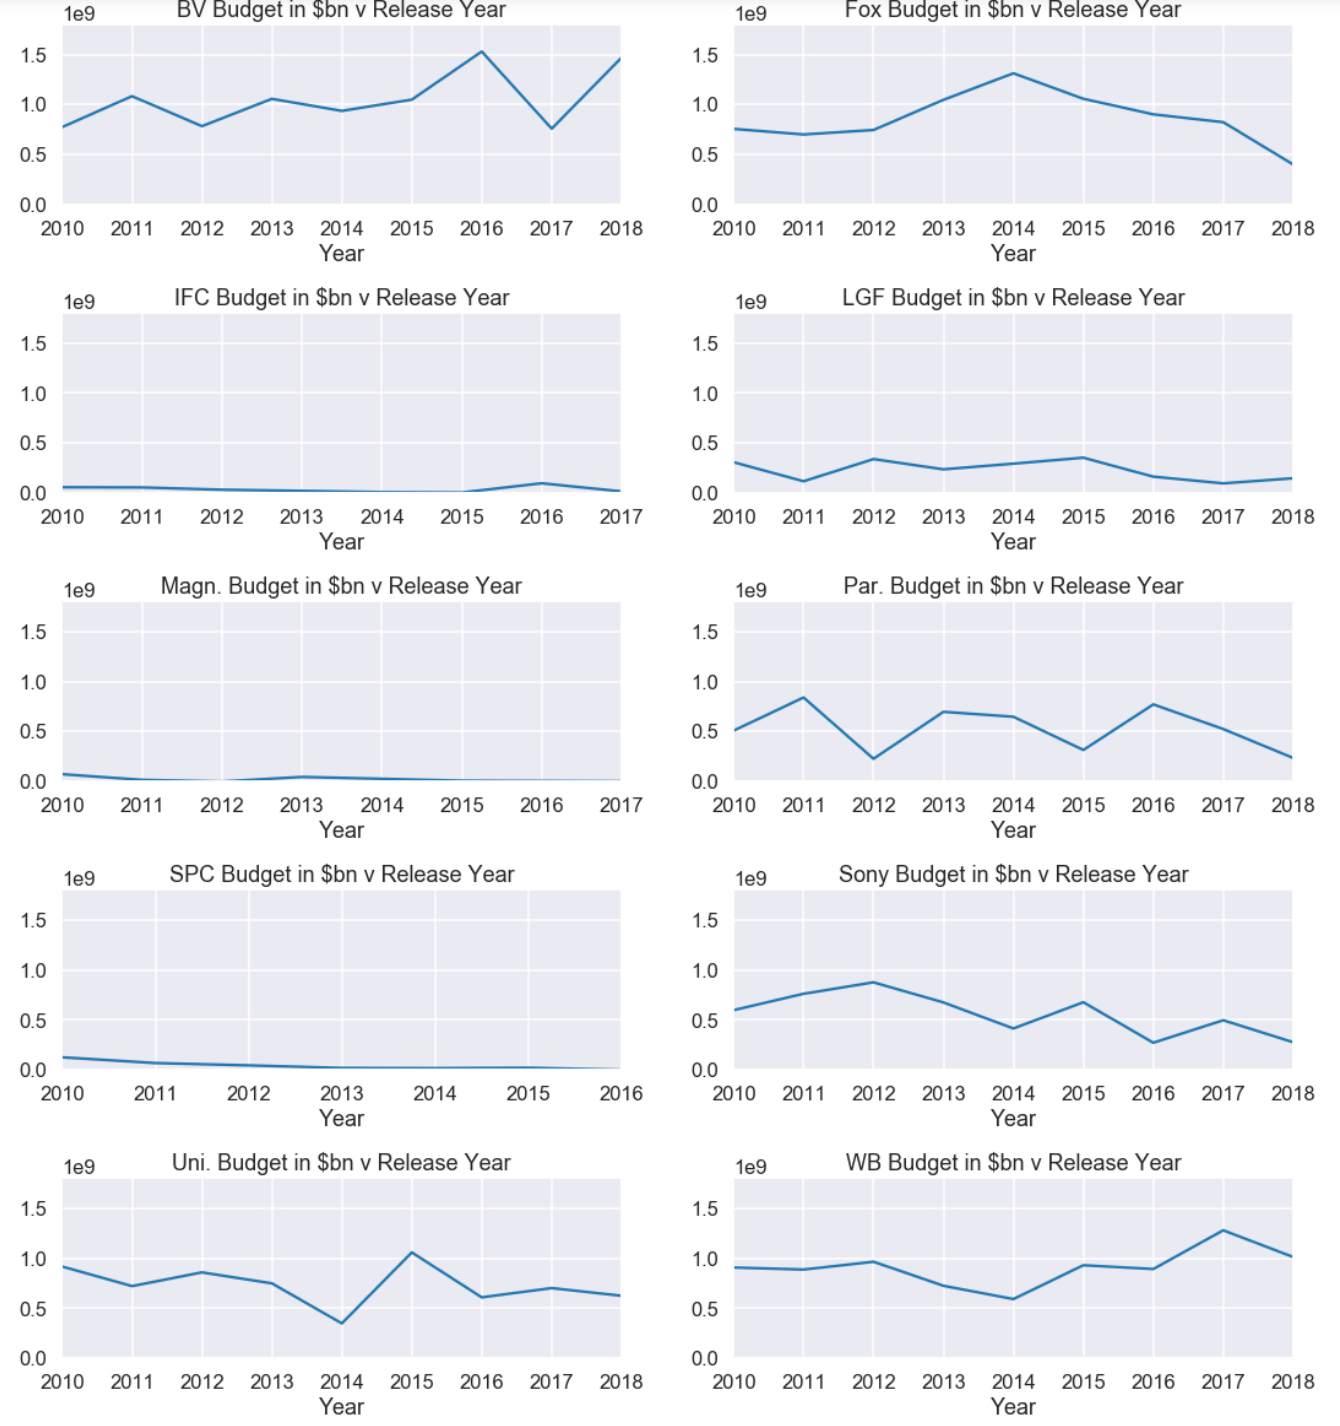 BV Budget in $bn v Release Year
1e9
1.5
1.0
0.5
0.0
2010 2011 2012 2013 2014 2015 2016 2017 2018
Year
Fox Budget in $bn v Release Year
1e9
1.5
1.0
0.5
0.0
2010 2011 2012 2013 2014 2015 2016 2017 2018
Year
IFC Budget in $bn v Release Year
1e9
1.5
1.0
0.5
0.0
2010 2011 2012 2013 2014 2015 2016 2017
Year
LGF Budget in $bn v Release Year
1e9
1.5
1.0
0.5
0.0
2010 2011 2012 2013 2014 2015 2016 2017 2018
Year
Magn. Budget in $bn v Release Year
1e9
1.5
1.0
0.5
0.0
2010 2011 2012 2013 2014 2015 2016 2017
Year
Par. Budget in $bn v Release Year
1e9
1.5
1.0
0.5
0.0
2010 2011 2012 2013 2014 2015 2016 2017 2018
Year
SPC Budget in $bn v Release Year
1e9
1.5
1.0
0.5
0.0
2010 2011 2012 2013 2014 2015 2016
Year
Sony Budget in $bn v Release Year
1e9
1.5
1.0
0.5
0.0
2010 2011 2012 2013 2014 2015 2016 2017 2018
Year
Uni. Budget in $bn v Release Year
1e9
1.5
1.0
0.5
0.0
2010 2011 2012 2013 2014 2015 2016 2017 2018
Year
WB Budget in $bn v Release Year
1e9
1.5
1.0
0.5
0.0
2010 2011 2012 2013 2014 2015 2016 2017 2018
Year